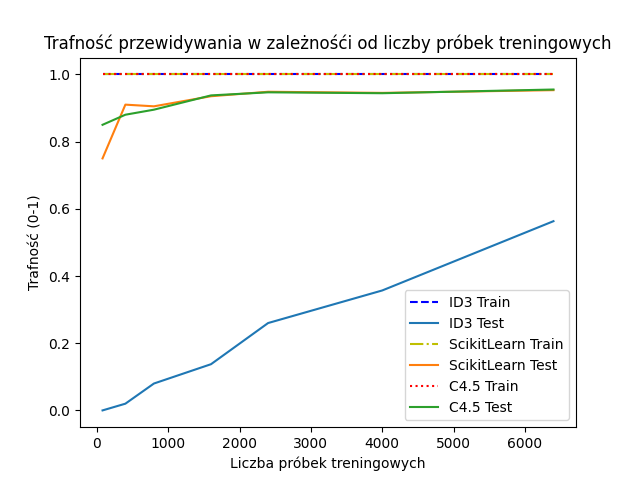 Trafność przewidywania w zależnośći od liczby próbek treningowych
Trafność (0-1)
1.0
0.8
0.6
0.4
0.2
0.0
ID3 Train
ID3 Test
ScikitLearn Train
ScikitLearn Test
C4.5 Train
C4.5 Test
0 1000 2000 3000 4000 5000 6000
Liczba próbek treningowych